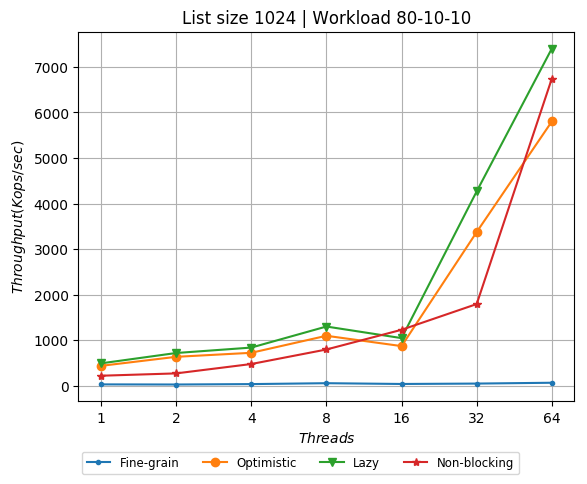 List size 1024 | Workload 80-10-10
Throughput(Kops/sec)
7000
6000
5000
4000
3000
2000
1000
0
1 2 4 8 16 32 64
Threads
Fine-grain Optimistic Lazy Non-blocking